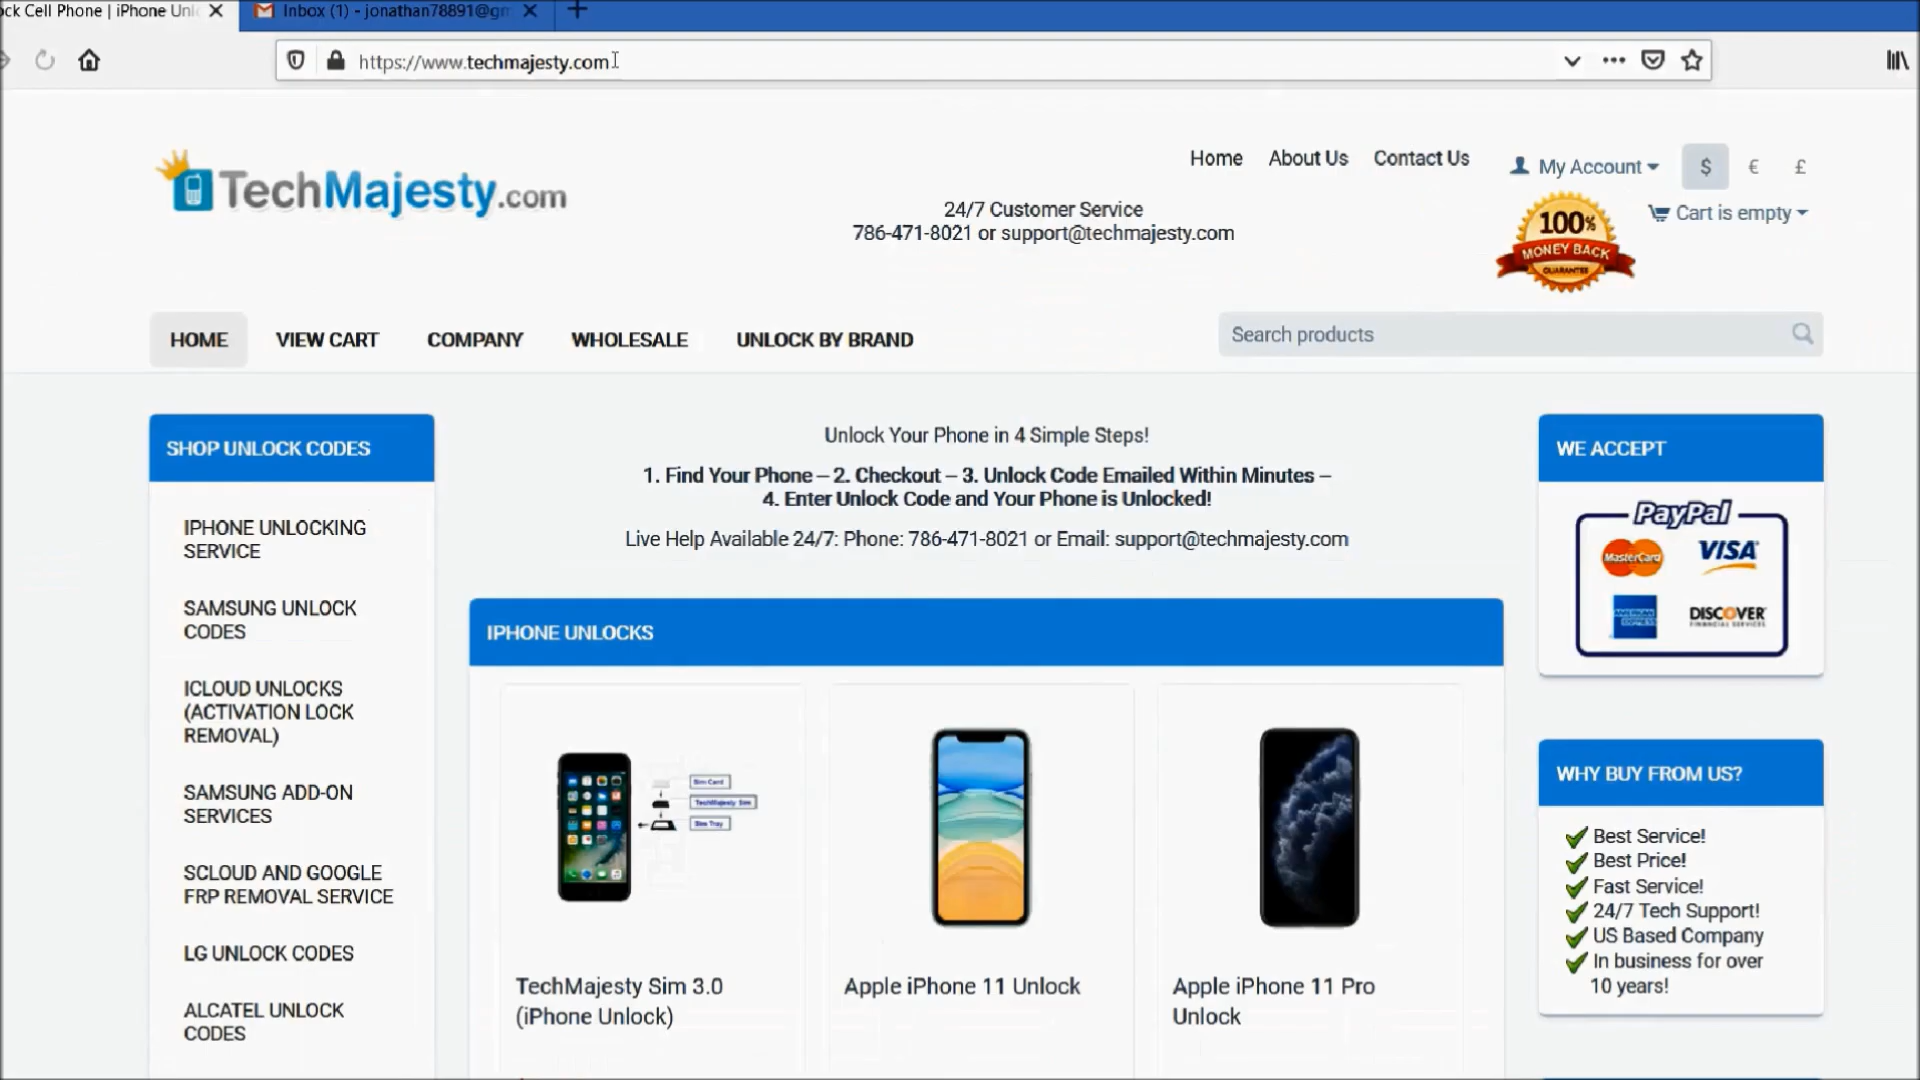 ck Cell Phone | iPhone Unl
Inbox (1) - jonathan78891@gm
https://www.techmajesty.com
TechMajesty.com
Home About Us Contact Us
My Account $ € £
24/7 Customer Service
786-471-8021 or support@techmajesty.com
Cart is empty
100%
MONEY BACK
GUARANTEE
HOME VIEW CART COMPANY WHOLESALE UNLOCK BY BRAND
Search products
SHOP UNLOCK CODES
IPHONE UNLOCKING
SERVICE
SAMSUNG UNLOCK
CODES
ICLOUD UNLOCKS
(ACTIVATION LOCK
REMOVAL)
SAMSUNG ADD-ON
SERVICES
SCLOUD AND GOOGLE
FRP REMOVAL SERVICE
LG UNLOCK CODES
ALCATEL UNLOCK
CODES
Unlock Your Phone in 4 Simple Steps!
1. Find Your Phone – 2. Checkout – 3. Unlock Code Emailed Within Minutes –
4. Enter Unlock Code and Your Phone is Unlocked!
Live Help Available 24/7: Phone: 786-471-8021 or Email: support@techmajesty.com
IPHONE UNLOCKS
Sim Card
TechMajesty Sim
Sim Tray
TechMajesty Sim 3.0
(iPhone Unlock)
Apple iPhone 11 Unlock
Apple iPhone 11 Pro
Unlock
WE ACCEPT
PayPal
MasterCard VISA
AMERICAN EXPRESS DISCOVER
FINANCIAL SERVICES
WHY BUY FROM US?
Best Service!
Best Price!
Fast Service!
24/7 Tech Support!
US Based Company
In business for over
10 years!